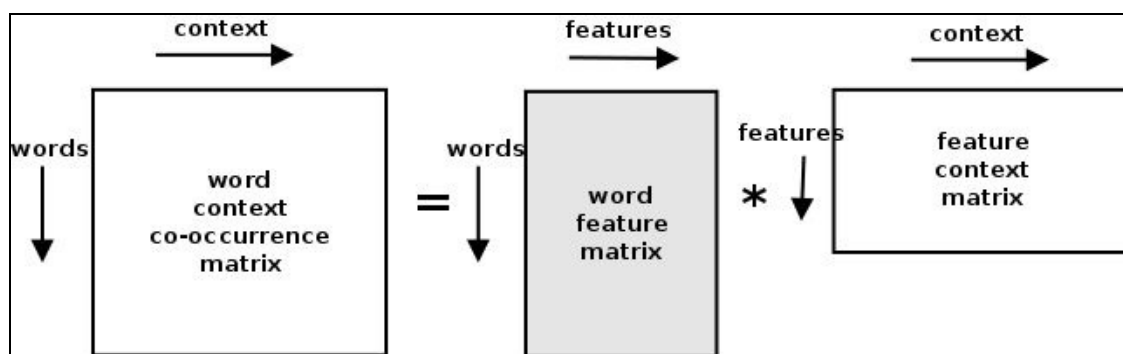 context
features
context
words
word
context
co-occurrence
matrix
=
words
word
feature
matrix
*
features
feature
context
matrix